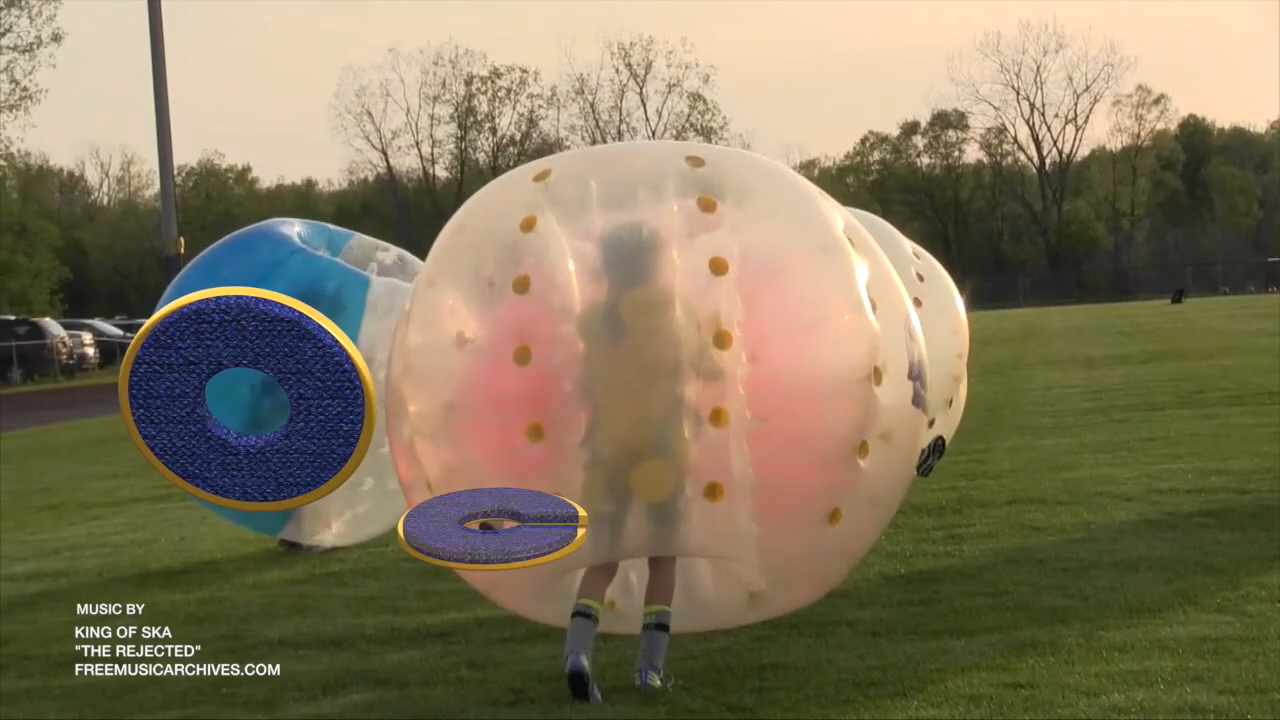 MUSIC BY
KING OF SKA
"THE REJECTED"
FREEMUSICARCHIVES.COM